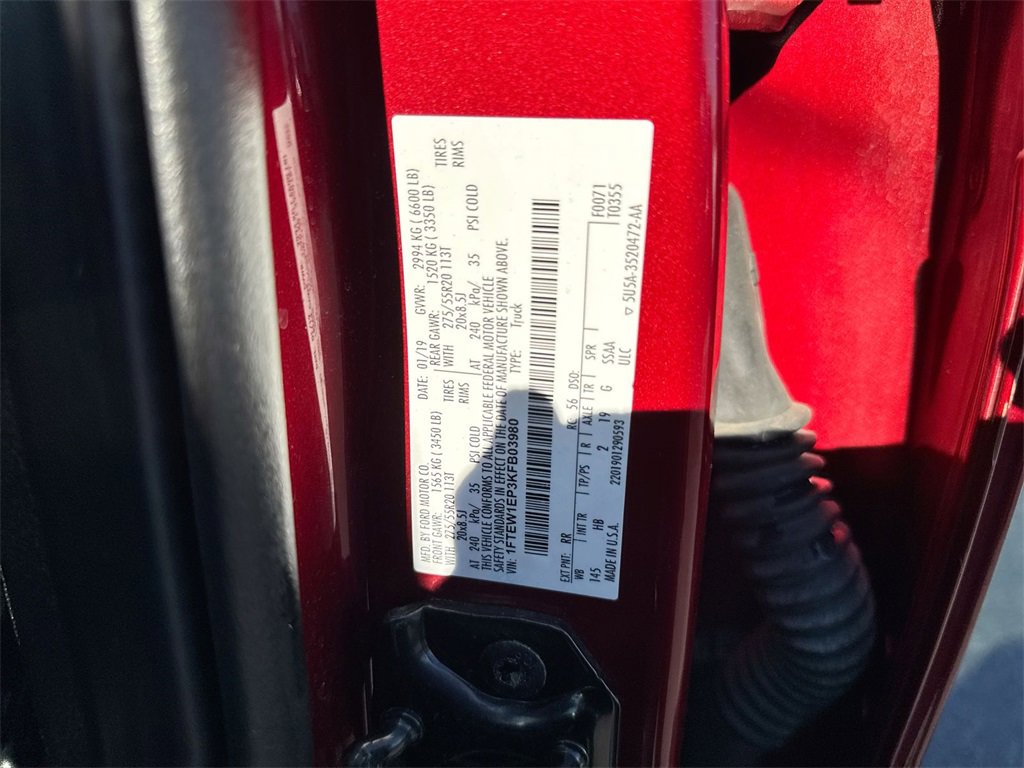 MFD. BY FORD MOTOR CO. DATE: 01/19 GVWR: 2994 KG ( 6600 LB)
FRONT GAWR: 1565 KG (3450 LB) REAR GAWR: 1520 KG ( 3350 LB)
WITH 275/55R20 113T TIRES WITH 275/55R20 113T TIRES
20x8.5J RIMS 20x8.5J RIMS
AT 240 kPa/ 35 PSI COLD AT 240 kPa/ 35 PSI COLD
THIS VEHICLE CONFORMS TO ALL APPLICABLE FEDERAL MOTOR VEHICLE
SAFETY STANDARDS IN EFFECT ON THE DATE OF MANUFACTURE SHOWN ABOVE.
VIN: 1FTEW1EP3KFB03980 TYPE: Truck
F0071
T0355
EXT PNT: RR RC: 56 DSO:
WB INT TR TP/PS R AXLE TR SPR
145 HB 2 19 G SSAA
MADE IN U.S.A. 2201901290593 ULC
▽ 5U5A-3520472-AA